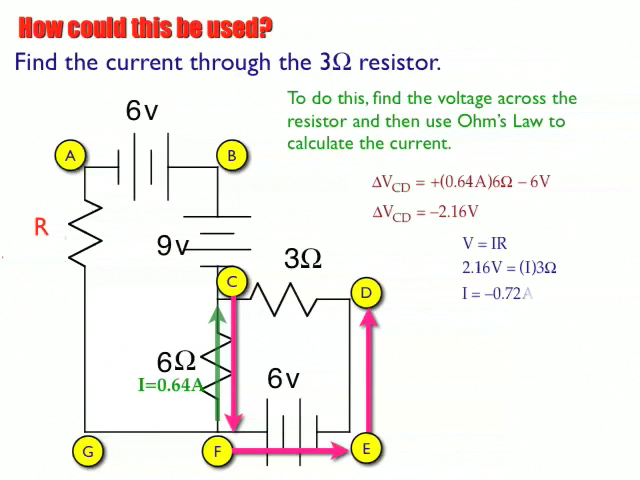 How could this be used?
Find the current through the 3Ω resistor.
To do this, find the voltage across the
resistor and then use Ohm's Law to
calculate the current.
6v
A
B
ΔVCD = +(0.64A)6Ω − 6V
ΔVCD = −2.16V
R
9v
V = IR
2.16V = (I)3Ω
I = −0.72A
3Ω
C
D
6Ω
I=0.64A
6v
G
F
E